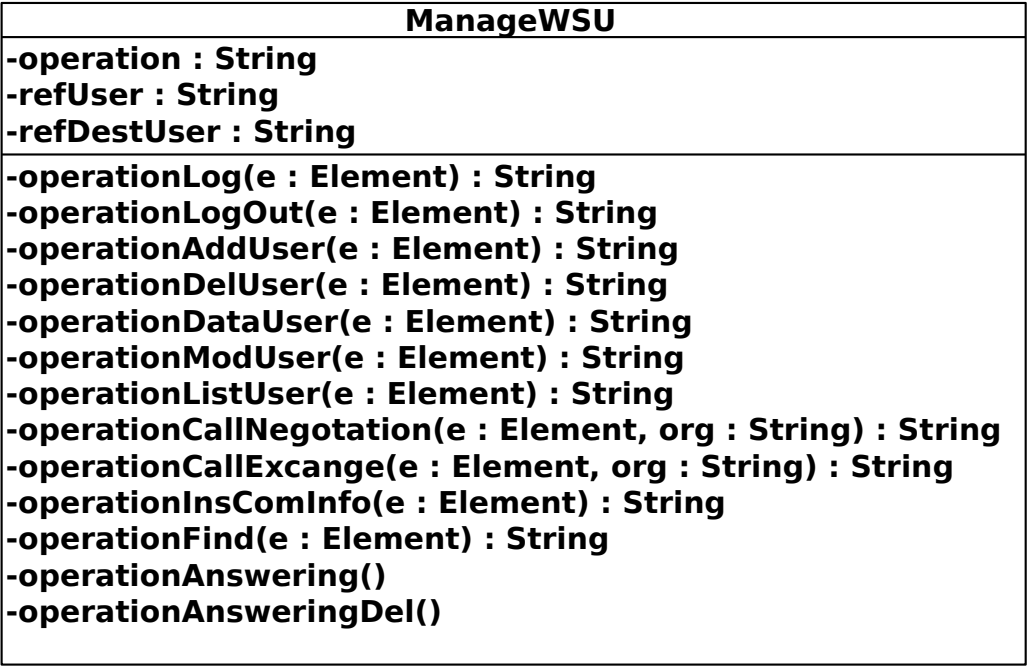 ManageWSU
-operation : String
-refUser : String
-refDestUser : String
-operationLog(e : Element) : String
-operationLogOut(e : Element) : String
-operationAddUser(e : Element) : String
-operationDelUser(e : Element) : String
-operationDataUser(e : Element) : String
-operationModUser(e : Element) : String
-operationListUser(e : Element) : String
-operationCallNegotation(e : Element, org : String) : String
-operationCallExcange(e : Element, org : String) : String
-operationInsComInfo(e : Element) : String
-operationFind(e : Element) : String
-operationAnswering()
-operationAnsweringDel()